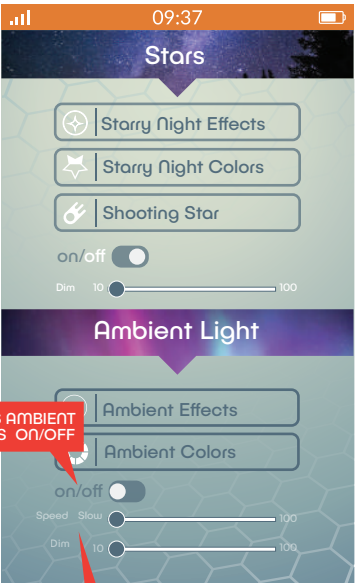 09:37
Stars
Starry Night Effects
Starry Night Colors
Shooting Star
on/off
Dim 10 100
Ambient Light
Ambient Effects
AMBIENT
ON/OFF
Ambient Colors
on/off
Speed Slow 100
Dim 10 100